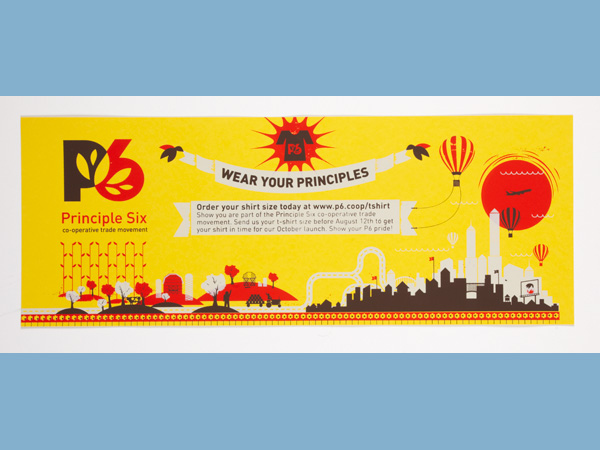 P6
Principle Six
co-operative trade movement
P6
WEAR YOUR PRINCIPLES
Order your shirt size today at www.p6.coop/tshirt
Show you are part of the Principle Six co-operative trade
movement. Send us your t-shirt size before August 12th to get
your shirt in time for our October launch. Show your P6 pride!